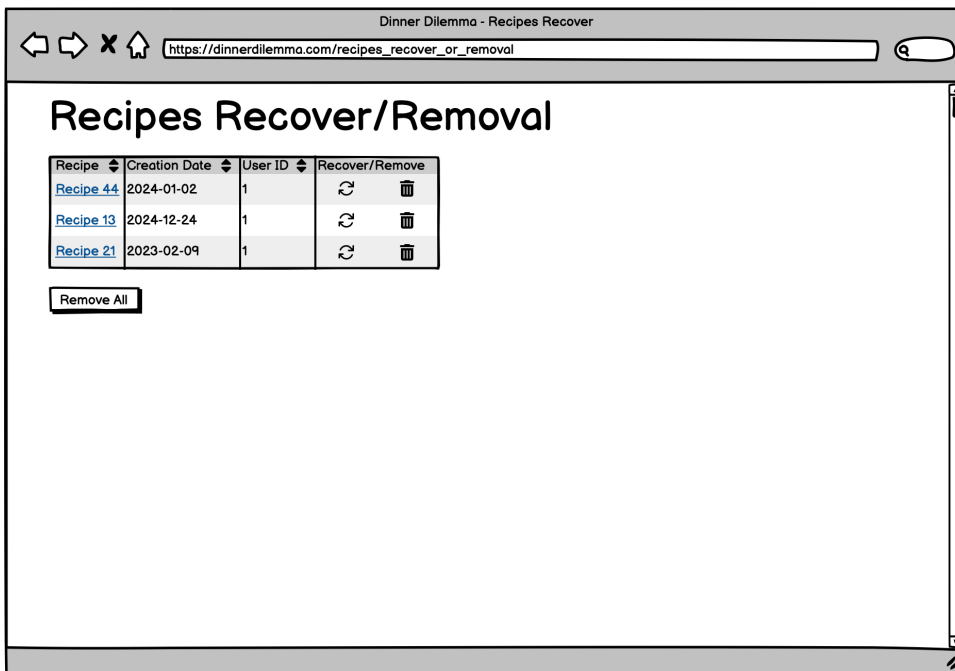 Dinner Dilemma - Recipes Recover
https://dinnerdilemma.com/recipes_recover_or_removal
Recipes Recover/Removal
Recipe Creation Date User ID Recover/Remove
Recipe 44 2024-01-02 1
Recipe 13 2024-12-24 1
Recipe 21 2023-02-09 1
Remove All